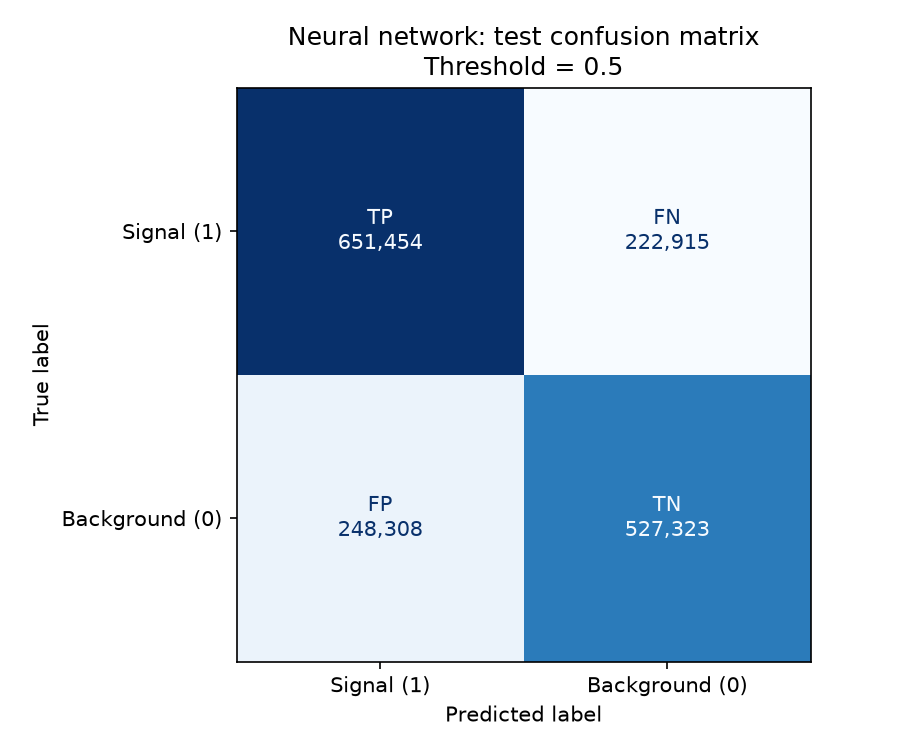 Neural network: test confusion matrix
Threshold = 0.5
True label
Signal (1)
TP
651,454
FN
222,915
Background (0)
FP
248,308
TN
527,323
Signal (1)
Background (0)
Predicted label